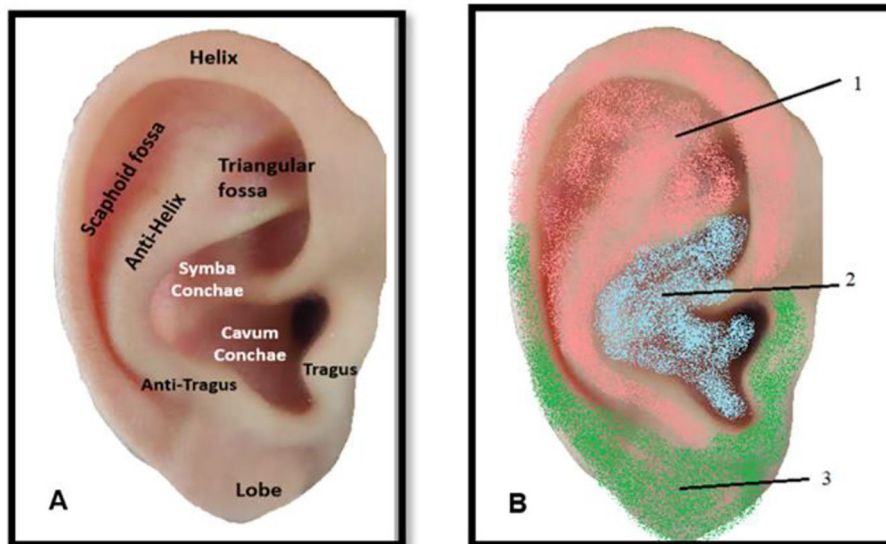 Helix
Scaphoid fossa
Triangular
fossa
Anti-Helix
Symba
Conchae
Cavum
Conchae
Tragus
Anti-Tragus
Lobe
A
1
2
3
B